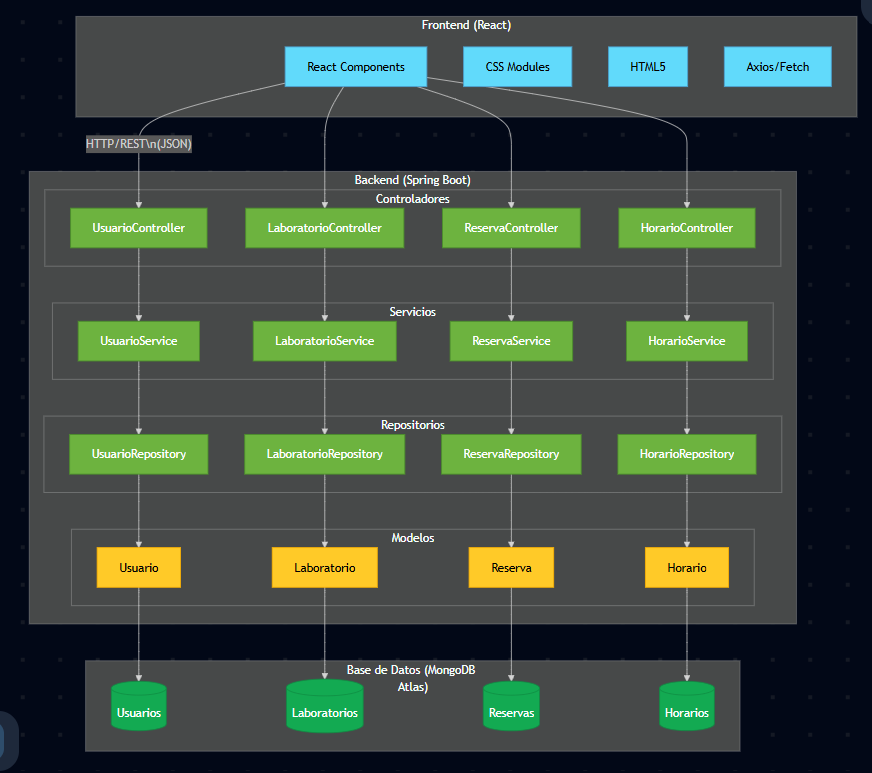 Frontend (React)
React Components
CSS Modules
HTML5
Axios/Fetch
HTTP/REST\n(JSON)
Backend (Spring Boot)
Controladores
UsuarioController
LaboratorioController
ReservaController
HorarioController
Servicios
UsuarioService
LaboratorioService
ReservaService
HorarioService
Repositorios
UsuarioRepository
LaboratorioRepository
ReservaRepository
HorarioRepository
Modelos
Usuario
Laboratorio
Reserva
Horario
Base de Datos (MongoDB
Atlas)
Usuarios
Laboratorios
Reservas
Horarios